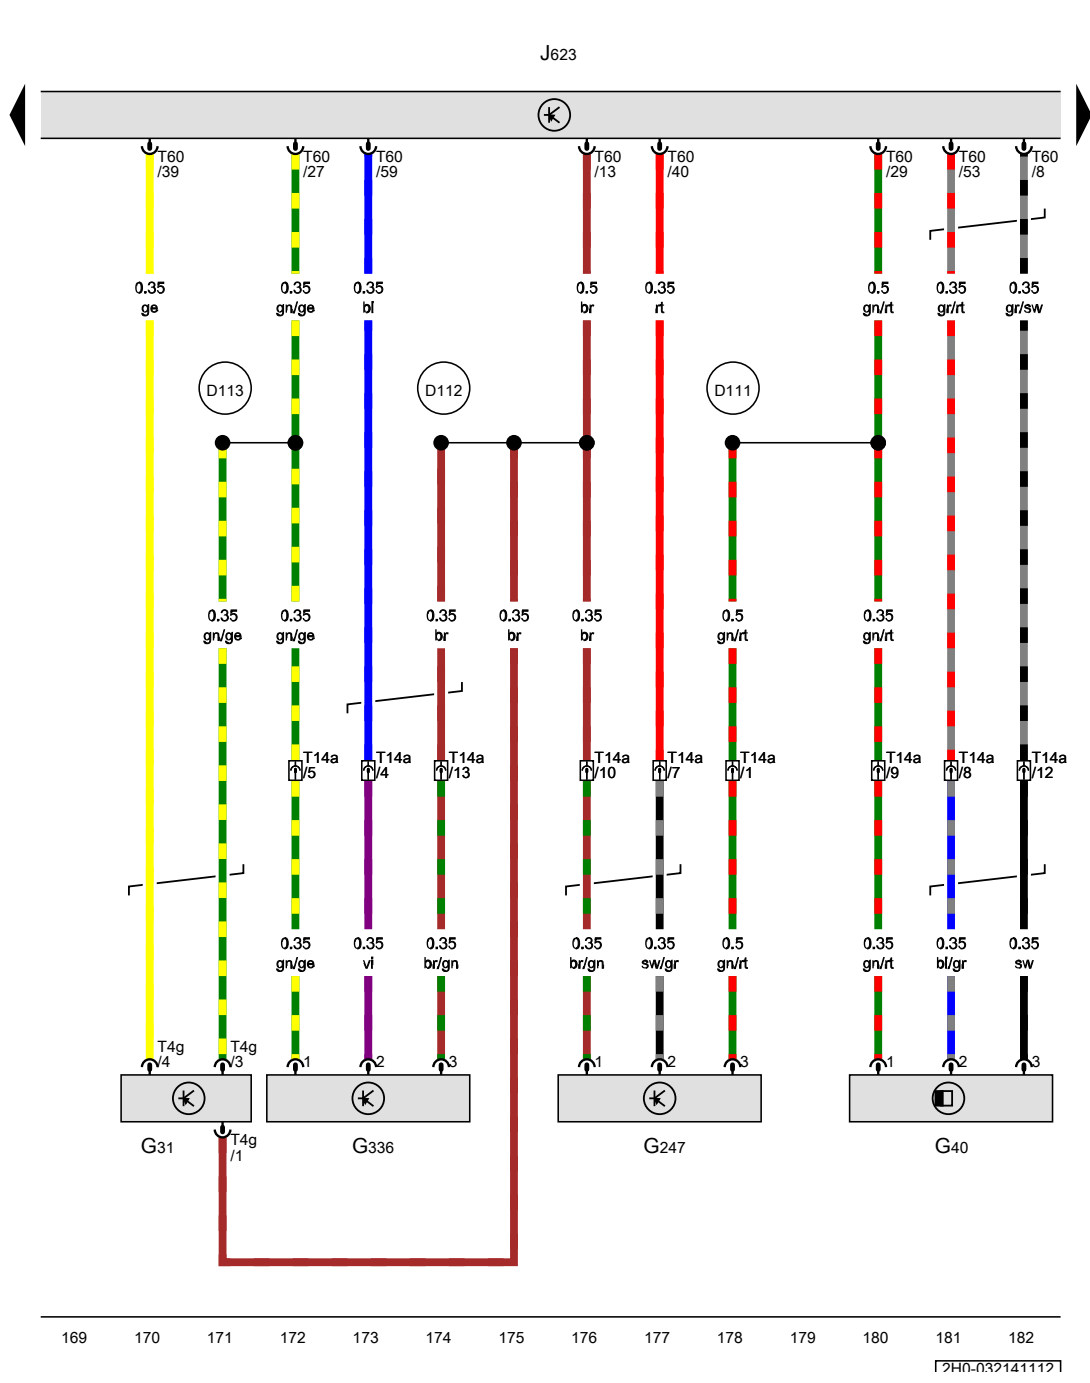 J623
T60 T60 T60 T60 T60 T60 T60 T60
/39 /27 /59 /13 /40 /29 /53 /8
0.35 0.35 0.35 0.5 0.35 0.5 0.35 0.35
ge gn/ge bl br rt gn/rt gr/rt gr/sw
D113 D112 D111
0.35 0.35 0.35 0.35 0.35 0.5 0.35
gn/ge gn/ge br br br gn/rt gn/rt
T14a T14a T14a T14a T14a T14a T14a T14a T14a
/5 /4 /13 /10 /7 /1 /9 /8 /12
0.35 0.35 0.35 0.35 0.35 0.5 0.35 0.35 0.35
gn/ge vi br/gn br/gn sw/gr gn/rt gn/rt bl/gr sw
T4g T4g
/4 /3 1 2 3 1 2 3 1 2 3
G31 T4g G336 G247 G40
/1
169 170 171 172 173 174 175 176 177 178 179 180 181 182
2H0-032141112